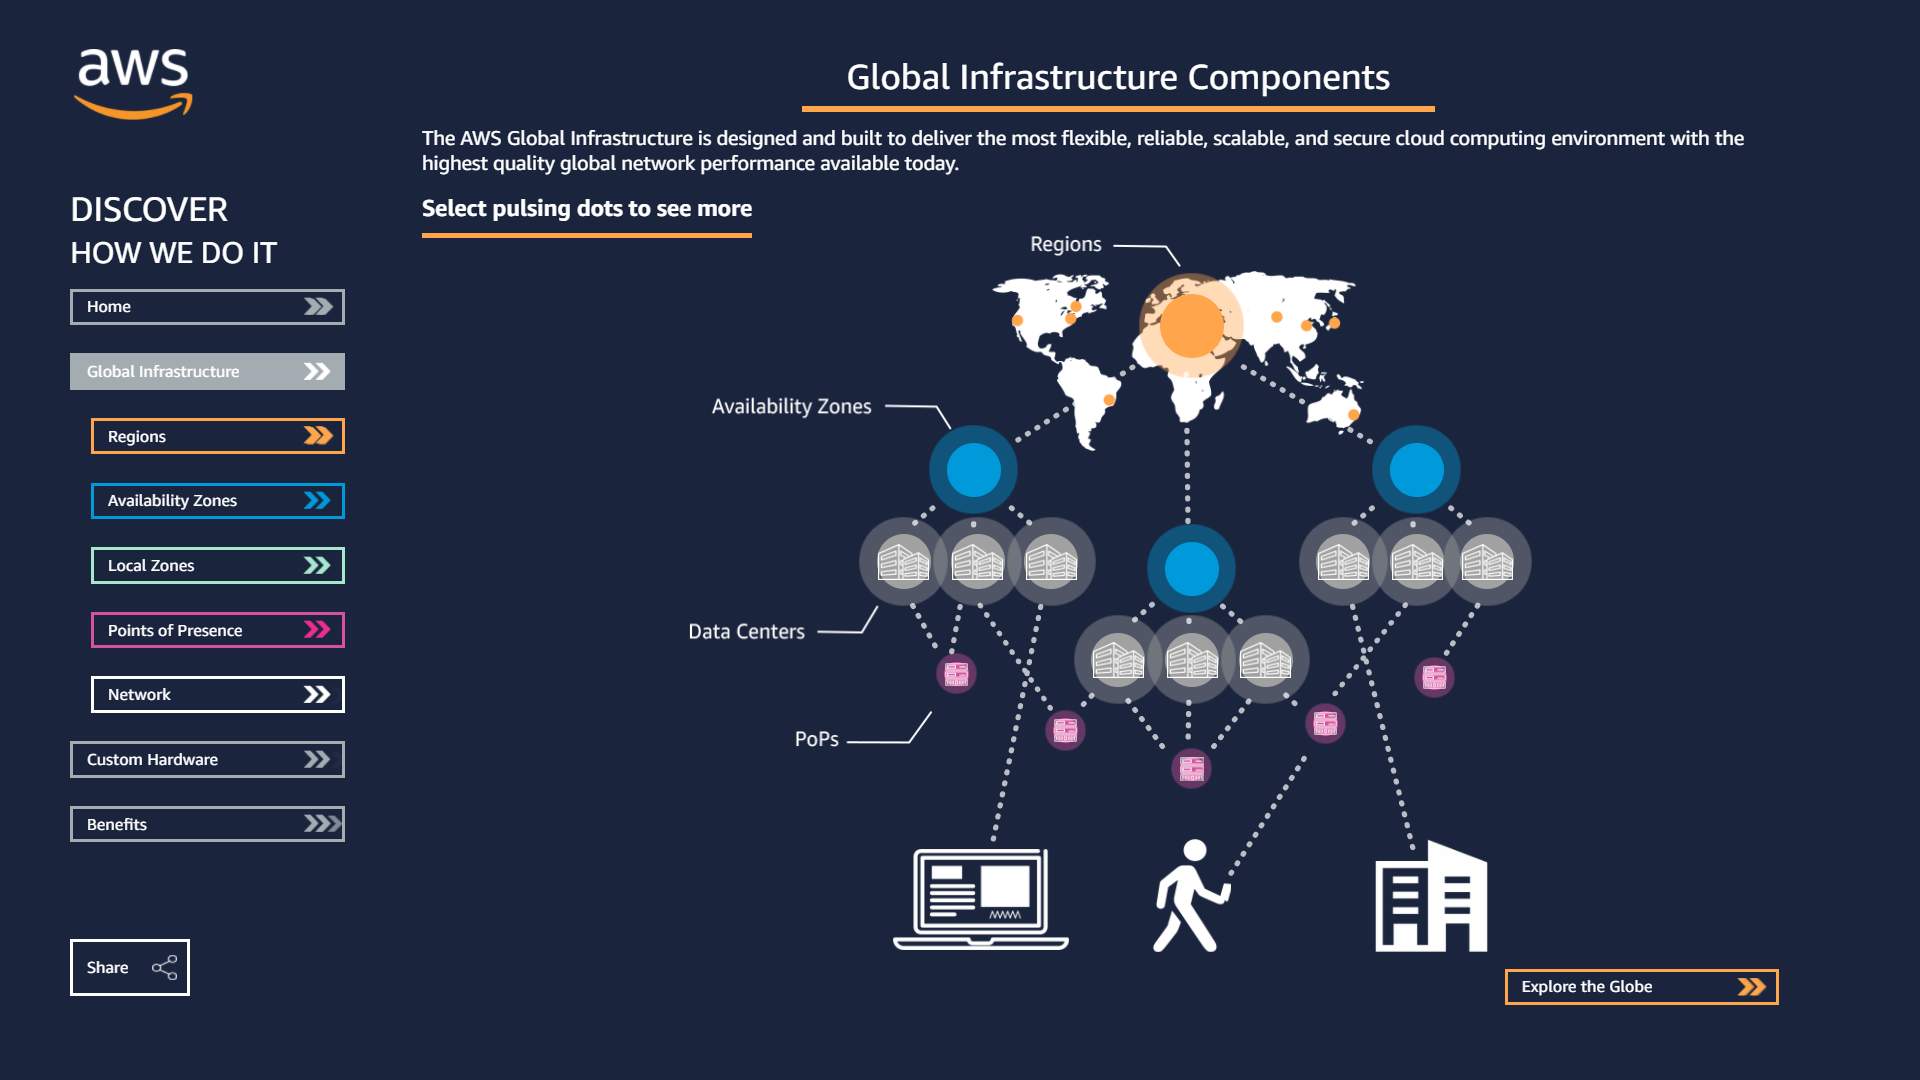 aws
Global Infrastructure Components
The AWS Global Infrastructure is designed and built to deliver the most flexible, reliable, scalable, and secure cloud computing environment with the
highest quality global network performance available today.
Select pulsing dots to see more
DISCOVER
HOW WE DO IT
Home
Global Infrastructure
Regions
Availability Zones
Local Zones
Points of Presence
Network
Custom Hardware
Benefits
Share
Regions
Availability Zones
Data Centers
PoPs
Explore the Globe